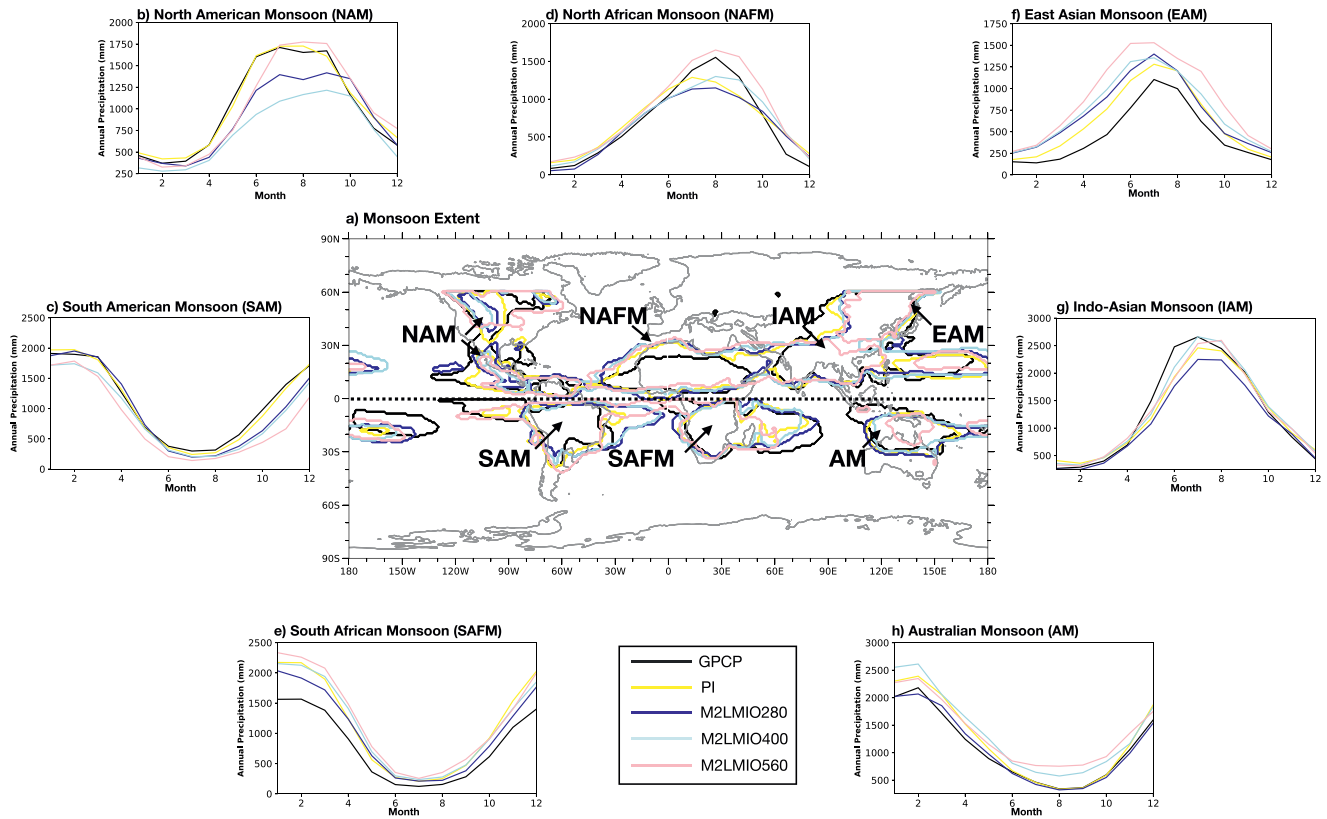 b) North American Monsoon (NAM)
2000
1750
1500
1250
1000
750
500
250
Annual Precipitation (mm)
2 4 6 8 10 12
Month
d) North African Monsoon (NAFM)
2000
1500
1000
500
0
Annual Precipitation (mm)
2 4 6 8 10 12
Month
f) East Asian Monsoon (EAM)
1750
1500
1250
1000
750
500
250
0
Annual Precipitation (mm)
2 4 6 8 10 12
Month
a) Monsoon Extent
90N
60N
30N
0
30S
60S
90S
180 150W 120W 90W 60W 30W 0 30E 60E 90E 120E 150E 180
NAM
NAFM
IAM
EAM
SAM
SAFM
AM
c) South American Monsoon (SAM)
2500
2000
1500
1000
500
0
Annual Precipitation (mm)
2 4 6 8 10 12
Month
g) Indo-Asian Monsoon (IAM)
3000
2500
2000
1500
1000
500
Annual Precipitation (mm)
2 4 6 8 10 12
Month
e) South African Monsoon (SAFM)
2500
2000
1500
1000
500
0
Annual Precipitation (mm)
2 4 6 8 10 12
Month
GPCP
PI
M2LMIO280
M2LMIO400
M2LMIO560
h) Australian Monsoon (AM)
3000
2500
2000
1500
1000
500
Annual Precipitation (mm)
2 4 6 8 10 12
Month